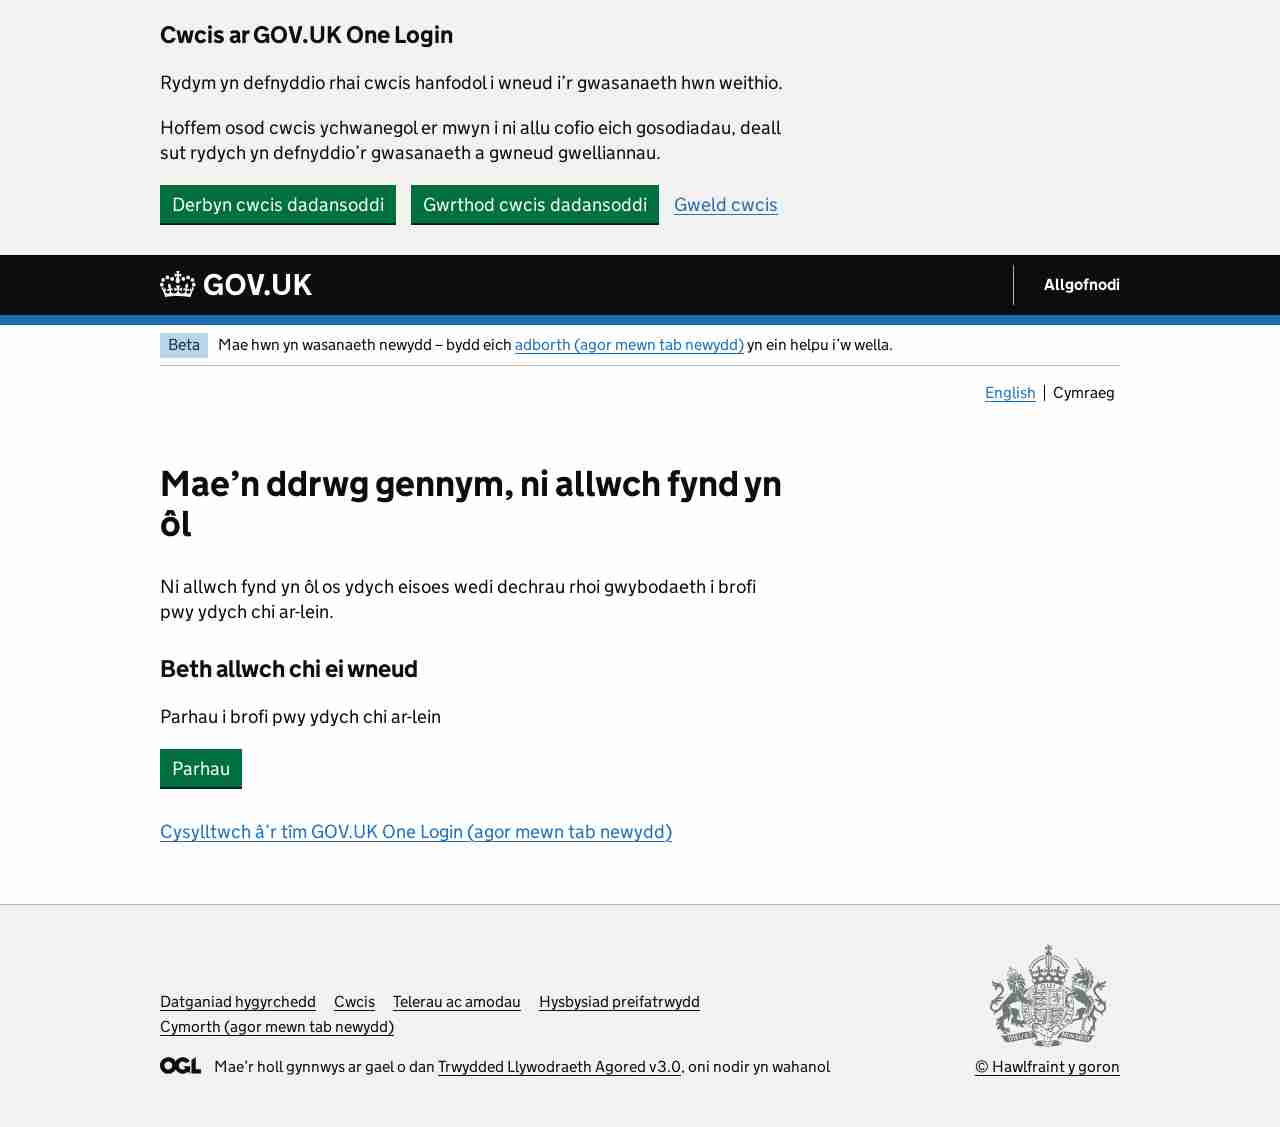 Cwcis ar GOV.UK One Login
Rydym yn defnyddio rhai cwcis hanfodol i wneud i’r gwasanaeth hwn weithio.
Hoffem osod cwcis ychwanegol er mwyn i ni allu cofio eich gosodiadau, deall
sut rydych yn defnyddio’r gwasanaeth a gwneud gwelliannau.
Derbyn cwcis dadansoddi Gwrthod cwcis dadansoddi Gweld cwcis
GOV.UK Allgofnodi
Beta Mae hwn yn wasanaeth newydd – bydd eich adborth (agor mewn tab newydd) yn ein helpu i’w wella.
English Cymraeg
Mae’n ddrwg gennym, ni allwch fynd yn
ôl
Ni allwch fynd yn ôl os ydych eisoes wedi dechrau rhoi gwybodaeth i brofi
pwy ydych chi ar-lein.
Beth allwch chi ei wneud
Parhau i brofi pwy ydych chi ar-lein
Parhau
Cysylltwch â’r tîm GOV.UK One Login (agor mewn tab newydd)
Datganiad hygyrchedd Cwcis Telerau ac amodau Hysbysiad preifatrwydd
Cymorth (agor mewn tab newydd)
OGL Mae’r holl gynnwys ar gael o dan Trwydded Llywodraeth Agored v3.0, oni nodir yn wahanol
© Hawlfraint y goron